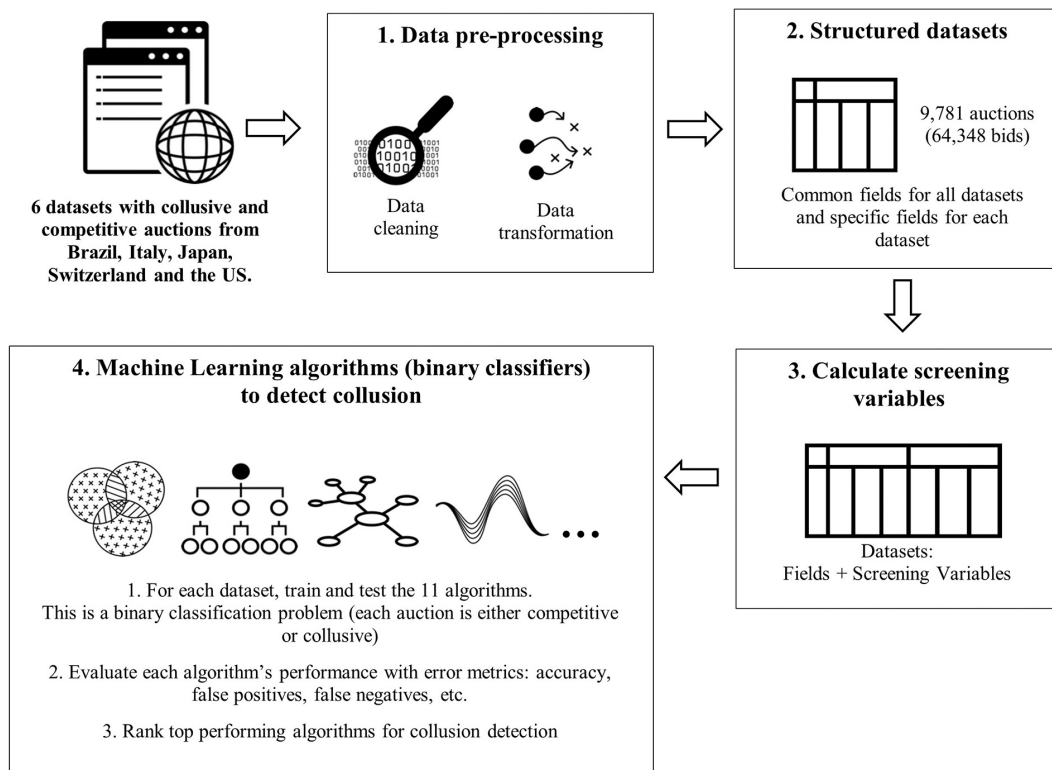 6 datasets with collusive and
competitive auctions from
Brazil, Italy, Japan,
Switzerland and the US.
1. Data pre-processing
Data
cleaning
Data
transformation
2. Structured datasets
9,781 auctions
(64,348 bids)
Common fields for all datasets
and specific fields for each
dataset
3. Calculate screening
variables
Datasets:
Fields + Screening Variables
4. Machine Learning algorithms (binary classifiers)
to detect collusion
1. For each dataset, train and test the 11 algorithms.
This is a binary classification problem (each auction is either competitive
or collusive)
2. Evaluate each algorithm’s performance with error metrics: accuracy,
false positives, false negatives, etc.
3. Rank top performing algorithms for collusion detection